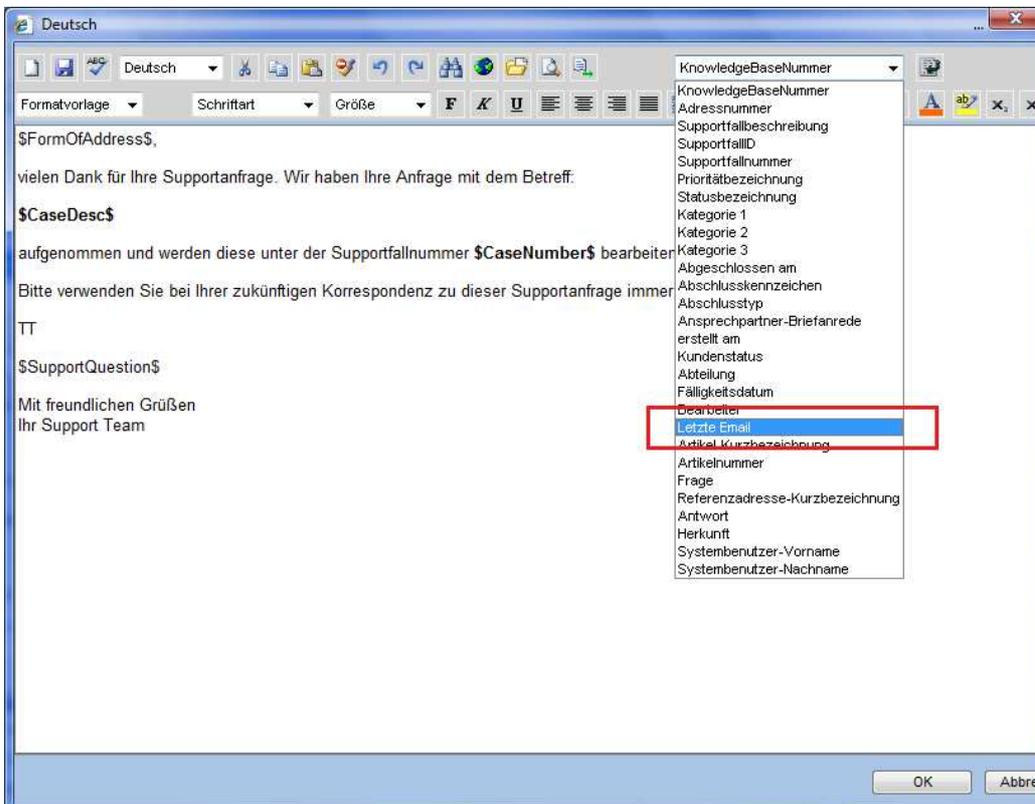 Deutsch
ABC
Deutsch
KnowledgeBaseNummer
Formatvorlage
Schriftart
Größe
F K U
A ab x
KnowledgeBaseNummer
Adressnummer
Supportfallbeschreibung
SupportfallID
Supportfallnummer
Prioritätbezeichnung
Statusbezeichnung
Kategorie 1
Kategorie 2
Kategorie 3
Abgeschlossen am
Abschlusskennzeichen
Abschlusstyp
Ansprechpartner-Briefanrede
erstellt am
Kundenstatus
Abteilung
Fälligkeitsdatum
Bearbeiter
Letzte Email
Artikel-Kurzbezeichnung
Artikelnummer
Frage
Referenzadresse-Kurzbezeichnung
Antwort
Herkunft
Systembenutzer-Vorname
Systembenutzer-Nachname
$FormOfAddress$,
vielen Dank für Ihre Supportanfrage. Wir haben Ihre Anfrage mit dem Betreff:
$CaseDesc$
aufgenommen und werden diese unter der Supportfallnummer $CaseNumber$ bearbeiten
Bitte verwenden Sie bei Ihrer zukünftigen Korrespondenz zu dieser Supportanfrage immer
TT
$SupportQuestion$
Mit freundlichen Grüßen
Ihr Support Team
OK
Abbre